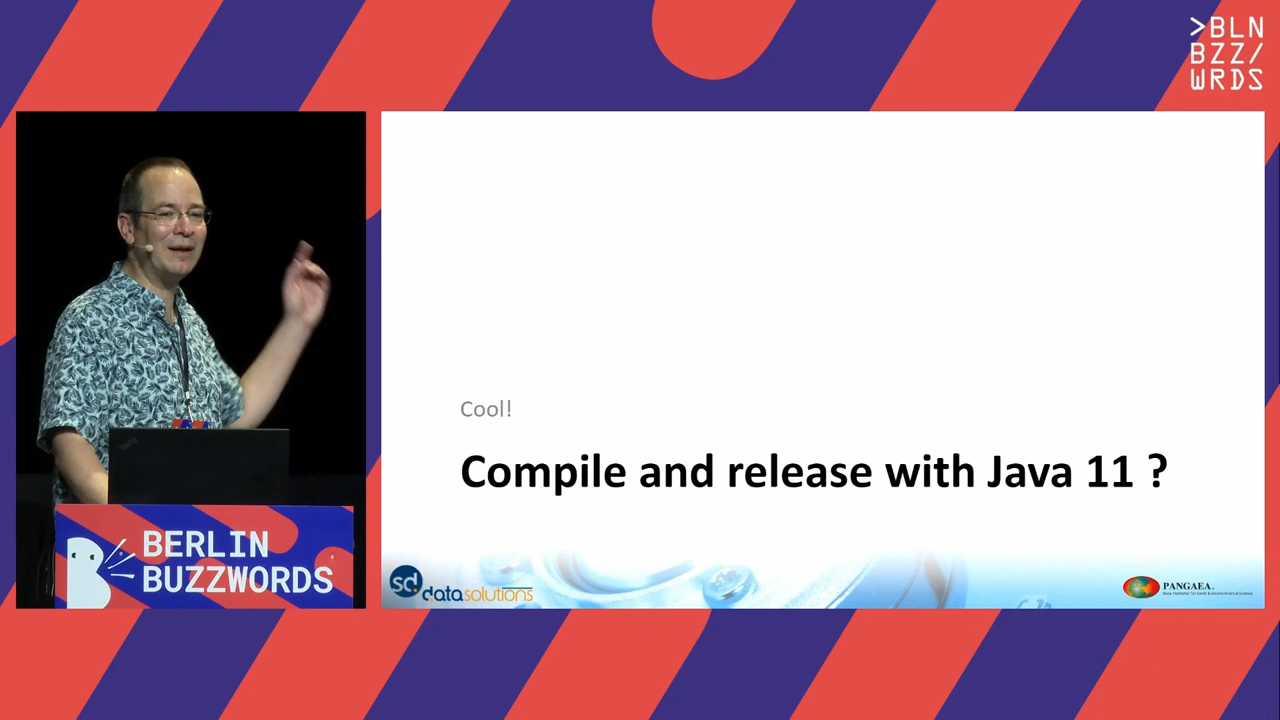 >BLN
BZZ/
WRDS
Cool!
Compile and release with Java 11 ?
BERLIN
BUZZWORDS
sd.datasolutions
PANGAEA.